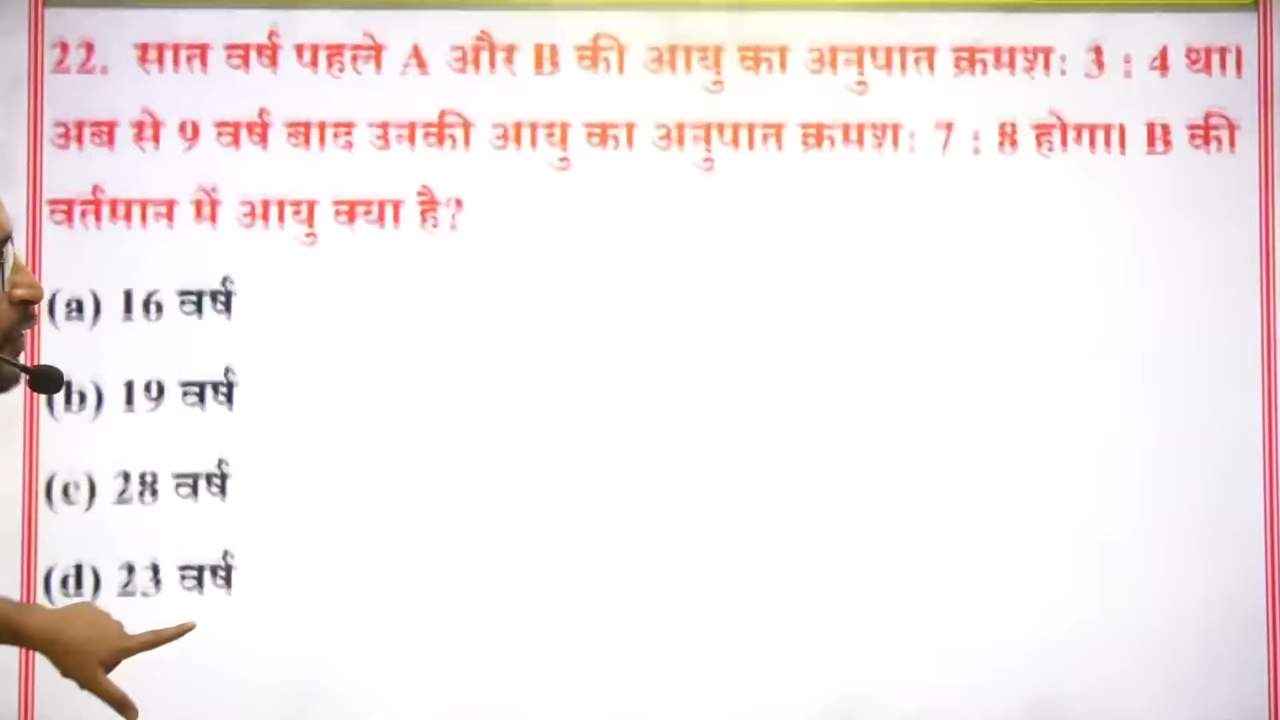 22. सात वर्ष पहले A और B की आयु का अनुपात क्रमश: 3 : 4 था।
अब से 9 वर्ष बाद उनकी आयु का अनुपात क्रमश: 7 : 8 होगा। B की
वर्तमान में आयु क्या है?
(a) 16 वर्ष
(b) 19 वर्ष
(c) 28 वर्ष
(d) 23 वर्ष